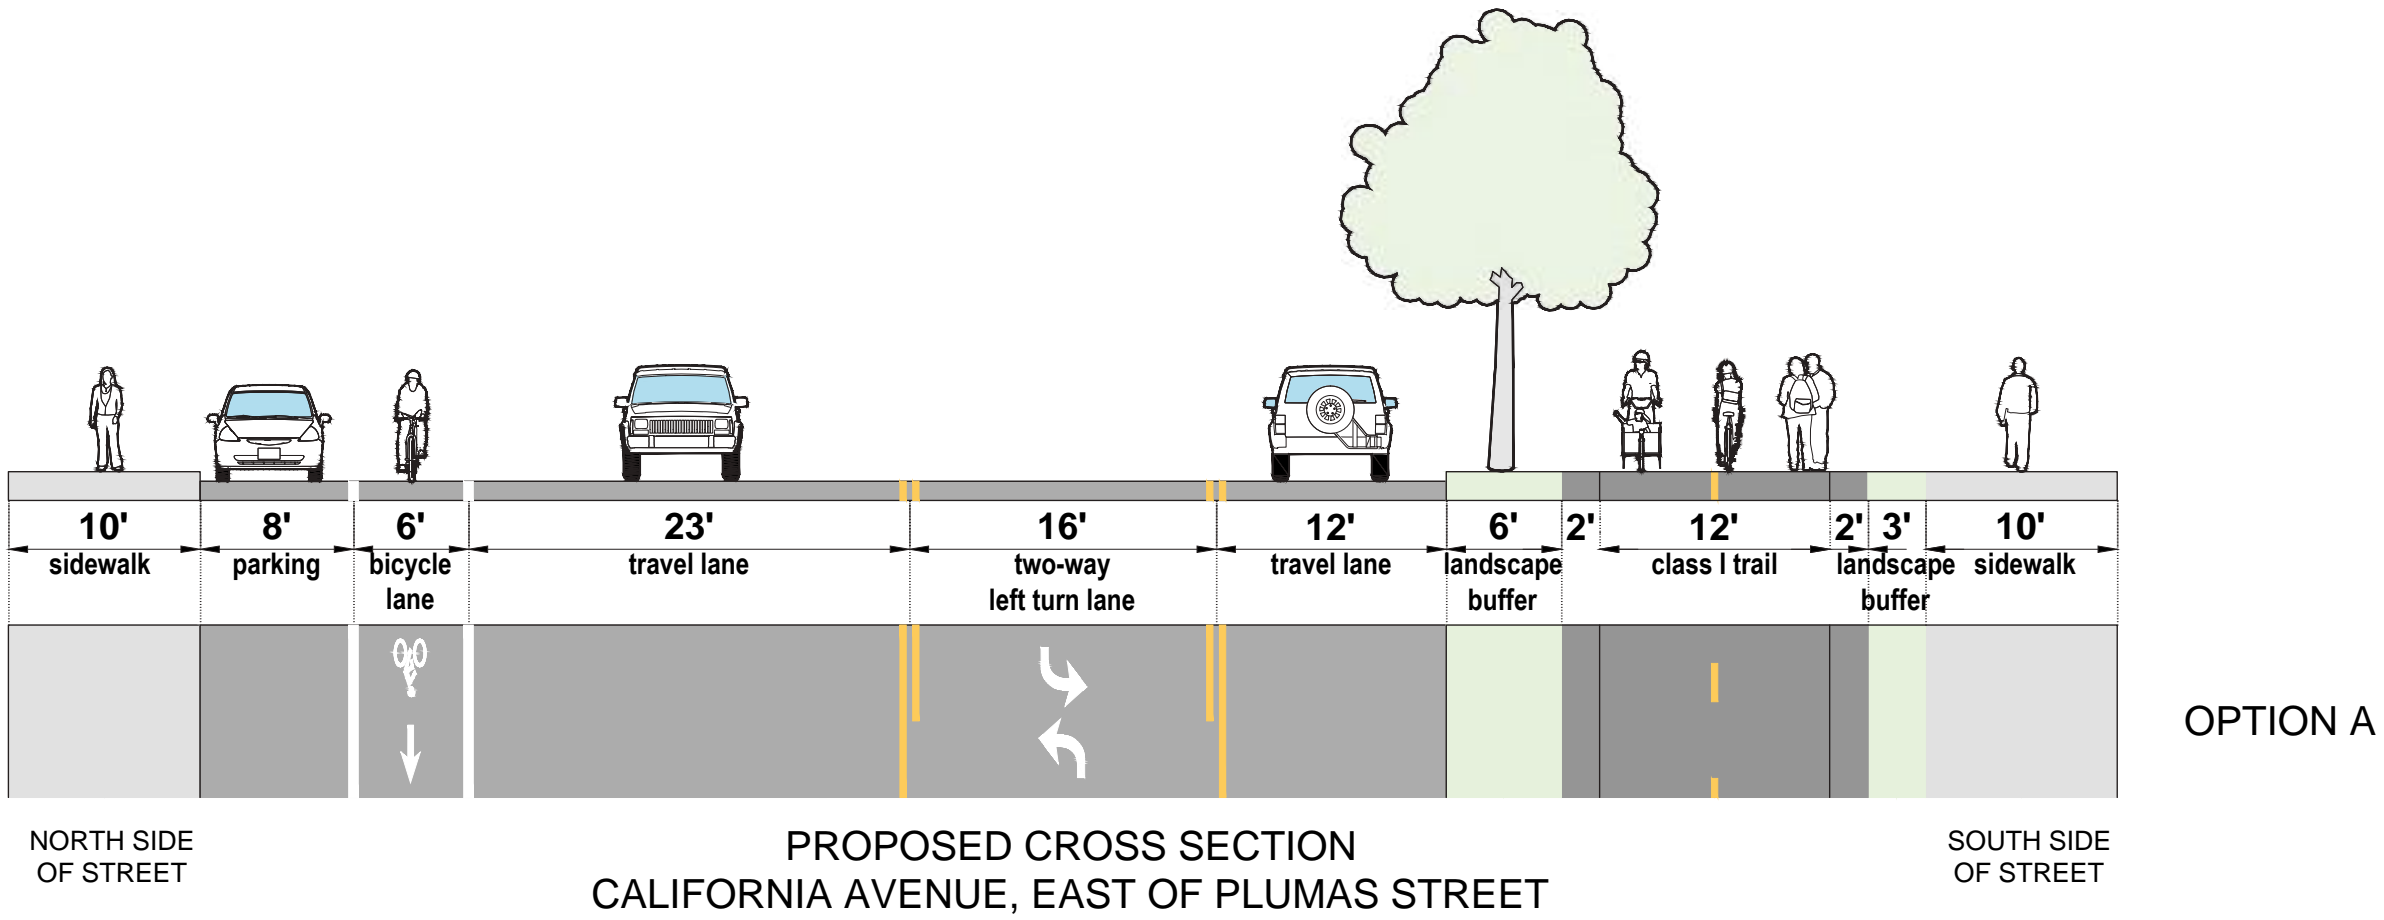 10' 8' 6' 23' 16' 12' 6' 2' 12' 2' 3' 10'
sidewalk parking bicycle travel lane two-way travel lane landscape class I trail landscape sidewalk
lane left turn lane buffer buffer
OPTION A
NORTH SIDE
OF STREET
PROPOSED CROSS SECTION
CALIFORNIA AVENUE, EAST OF PLUMAS STREET
SOUTH SIDE
OF STREET